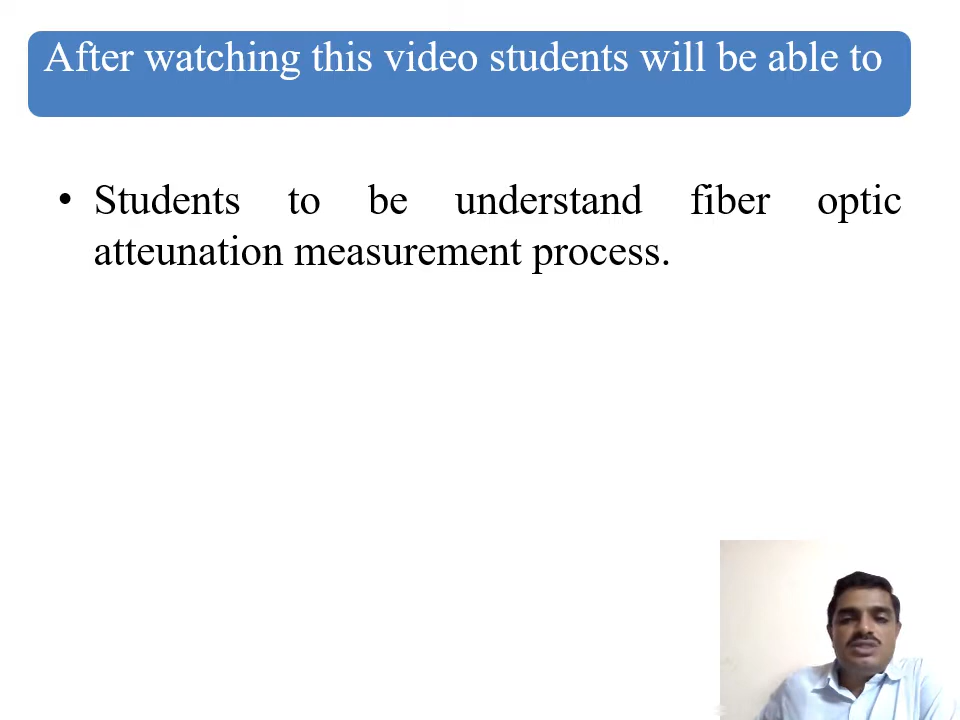 After watching this video students will be able to
• Students to be understand fiber optic
atteunation measurement process.